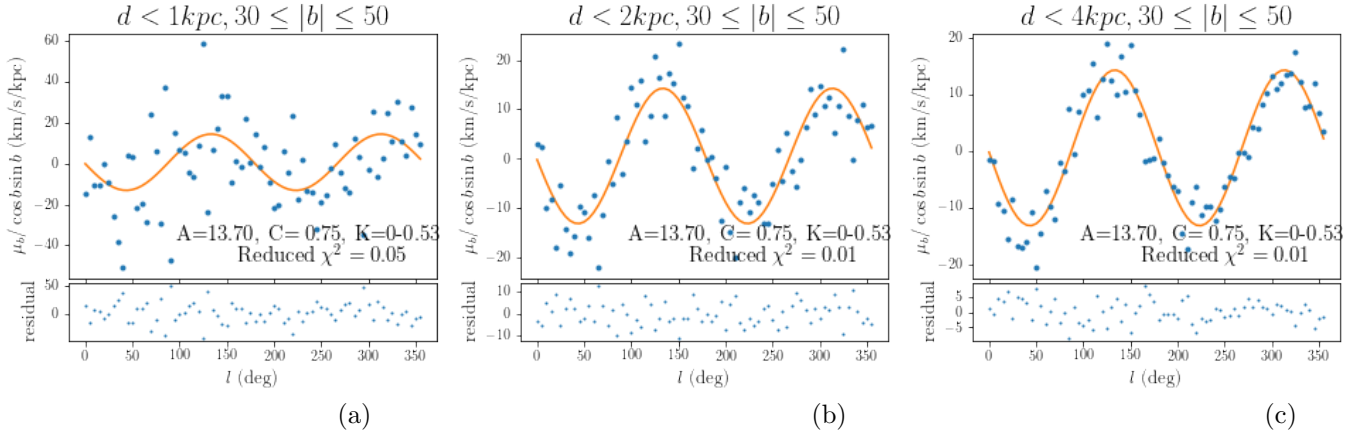 d < 1kpc, 30 ≤ |b| ≤ 50
60
40
20
0
−20
−40
μ_b/ cos b sin b (km/s/kpc)
A=13.70, C= 0.75, K=0-0.53
Reduced χ² = 0.05
50
0
residual
0 50 100 150 200 250 300 350
l (deg)
(a)
d < 2kpc, 30 ≤ |b| ≤ 50
20
10
0
−10
−20
μ_b/ cos b sin b (km/s/kpc)
A=13.70, C= 0.75, K=0-0.53
Reduced χ² = 0.01
10
0
−10
residual
0 50 100 150 200 250 300 350
l (deg)
(b)
d < 4kpc, 30 ≤ |b| ≤ 50
20
10
0
−10
−20
μ_b/ cos b sin b (km/s/kpc)
A=13.70, C= 0.75, K=0-0.53
Reduced χ² = 0.01
5
0
−5
residual
0 50 100 150 200 250 300 350
l (deg)
(c)